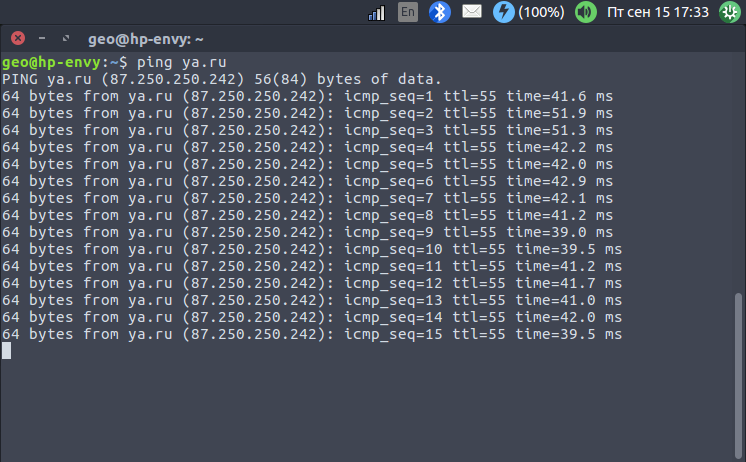 En (100%) Пт сен 15 17:33
geo@hp-envy: ~
geo@hp-envy:~$ ping ya.ru
PING ya.ru (87.250.250.242) 56(84) bytes of data.
64 bytes from ya.ru (87.250.250.242): icmp_seq=1 ttl=55 time=41.6 ms
64 bytes from ya.ru (87.250.250.242): icmp_seq=2 ttl=55 time=51.9 ms
64 bytes from ya.ru (87.250.250.242): icmp_seq=3 ttl=55 time=51.3 ms
64 bytes from ya.ru (87.250.250.242): icmp_seq=4 ttl=55 time=42.2 ms
64 bytes from ya.ru (87.250.250.242): icmp_seq=5 ttl=55 time=42.0 ms
64 bytes from ya.ru (87.250.250.242): icmp_seq=6 ttl=55 time=42.9 ms
64 bytes from ya.ru (87.250.250.242): icmp_seq=7 ttl=55 time=42.1 ms
64 bytes from ya.ru (87.250.250.242): icmp_seq=8 ttl=55 time=41.2 ms
64 bytes from ya.ru (87.250.250.242): icmp_seq=9 ttl=55 time=39.0 ms
64 bytes from ya.ru (87.250.250.242): icmp_seq=10 ttl=55 time=39.5 ms
64 bytes from ya.ru (87.250.250.242): icmp_seq=11 ttl=55 time=41.2 ms
64 bytes from ya.ru (87.250.250.242): icmp_seq=12 ttl=55 time=41.7 ms
64 bytes from ya.ru (87.250.250.242): icmp_seq=13 ttl=55 time=41.0 ms
64 bytes from ya.ru (87.250.250.242): icmp_seq=14 ttl=55 time=42.0 ms
64 bytes from ya.ru (87.250.250.242): icmp_seq=15 ttl=55 time=39.5 ms